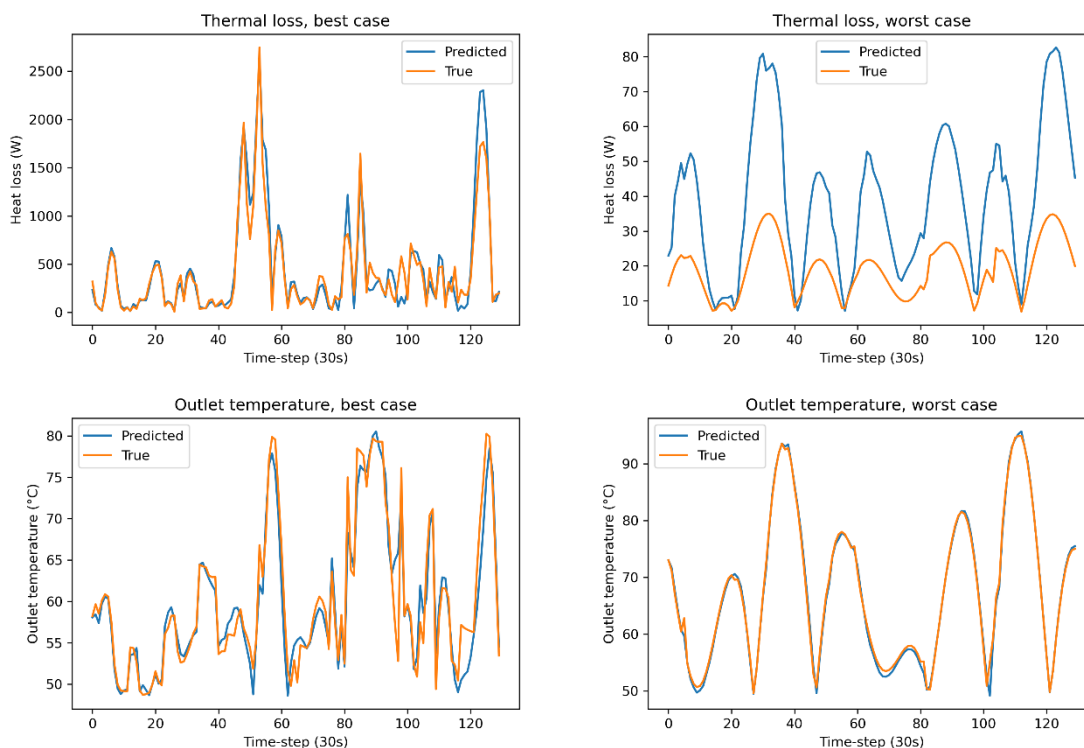 Thermal loss, best case
Heat loss (W)
2500
2000
1500
1000
500
0
Predicted
True
0 20 40 60 80 100 120
Time-step (30s)
Thermal loss, worst case
Heat loss (W)
80
70
60
50
40
30
20
10
Predicted
True
0 20 40 60 80 100 120
Time-step (30s)
Outlet temperature, best case
Outlet temperature (°C)
80
75
70
65
60
55
50
Predicted
True
0 20 40 60 80 100 120
Time-step (30s)
Outlet temperature, worst case
Outlet temperature (°C)
90
80
70
60
50
Predicted
True
0 20 40 60 80 100 120
Time-step (30s)